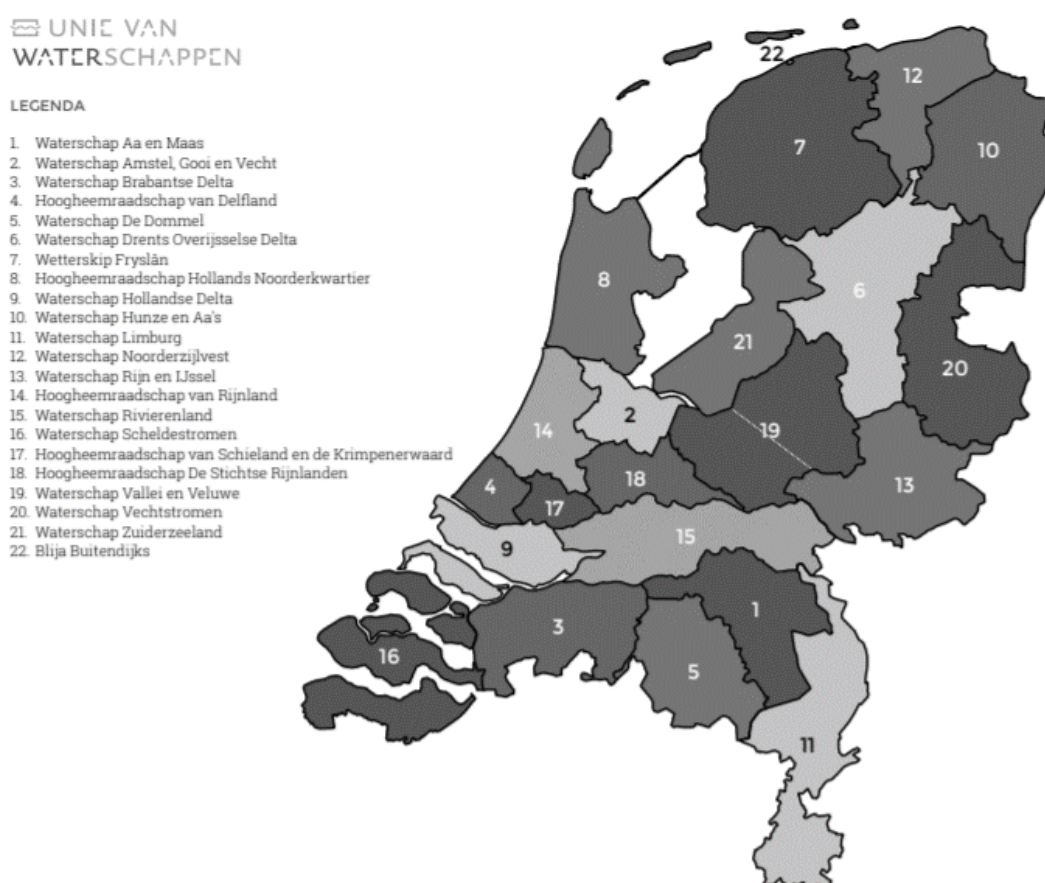 UNIE VAN
WATERSCHAPPEN
LEGENDA
1. Waterschap Aa en Maas
2. Waterschap Amstel, Gooi en Vecht
3. Waterschap Brabantse Delta
4. Hoogheemraadschap van Delfland
5. Waterschap De Dommel
6. Waterschap Drents Overijsselse Delta
7. Wetterskip Fryslân
8. Hoogheemraadschap Hollands Noorderkwartier
9. Waterschap Hollandse Delta
10. Waterschap Hunze en Aa's
11. Waterschap Limburg
12. Waterschap Noorderzijlvest
13. Waterschap Rijn en IJssel
14. Hoogheemraadschap van Rijnland
15. Waterschap Rivierenland
16. Waterschap Scheldestromen
17. Hoogheemraadschap van Schieland en de Krimpenerwaard
18. Hoogheemraadschap De Stichtse Rijnlanden
19. Waterschap Vallei en Veluwe
20. Waterschap Vechtstromen
21. Waterschap Zuiderzeeland
22. Blija Buitendijks
22
12
7
10
8
6
21
20
2
19
14
18
13
4
17
15
9
1
3
16
5
11